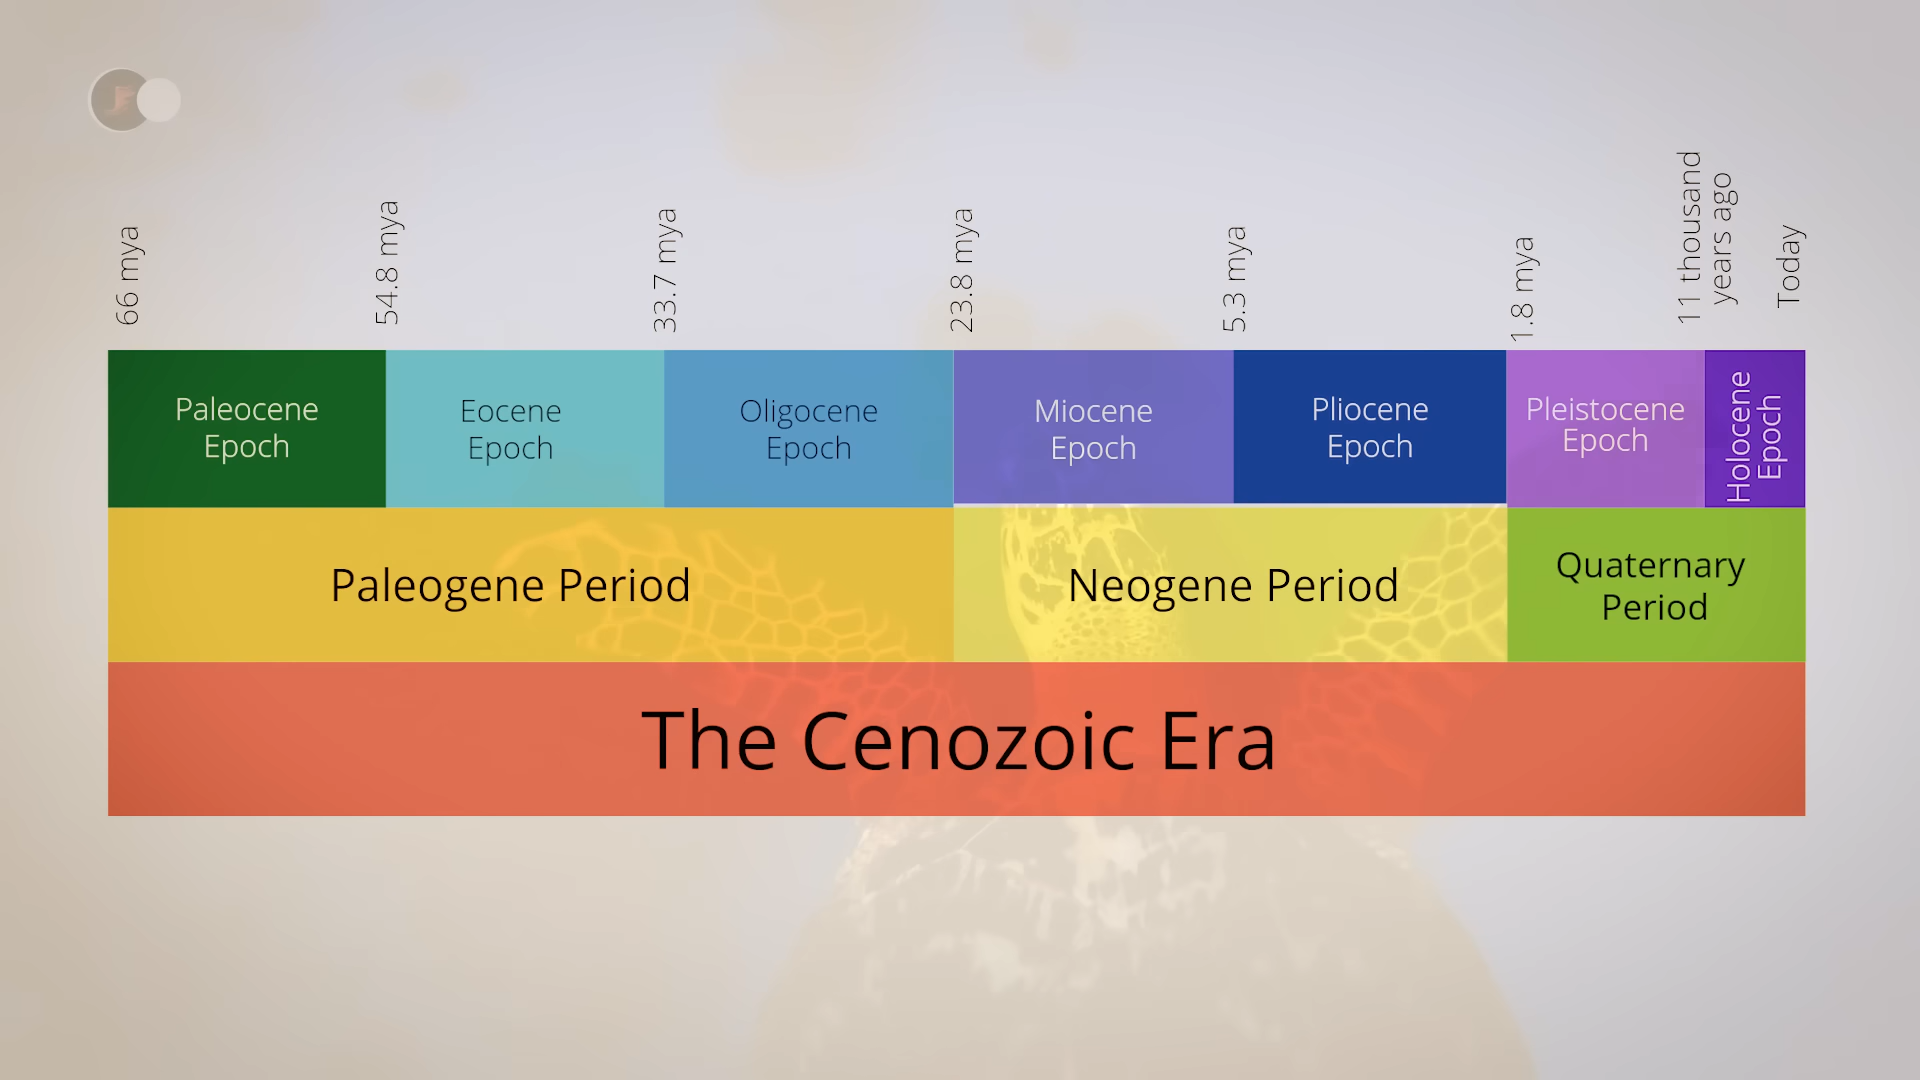 66 mya
54.8 mya
33.7 mya
23.8 mya
5.3 mya
1.8 mya
11 thousand
years ago
Today
Paleocene
Epoch
Eocene
Epoch
Oligocene
Epoch
Miocene
Epoch
Pliocene
Epoch
Pleistocene
Epoch
Holocene
Epoch
Paleogene Period
Neogene Period
Quaternary
Period
The Cenozoic Era